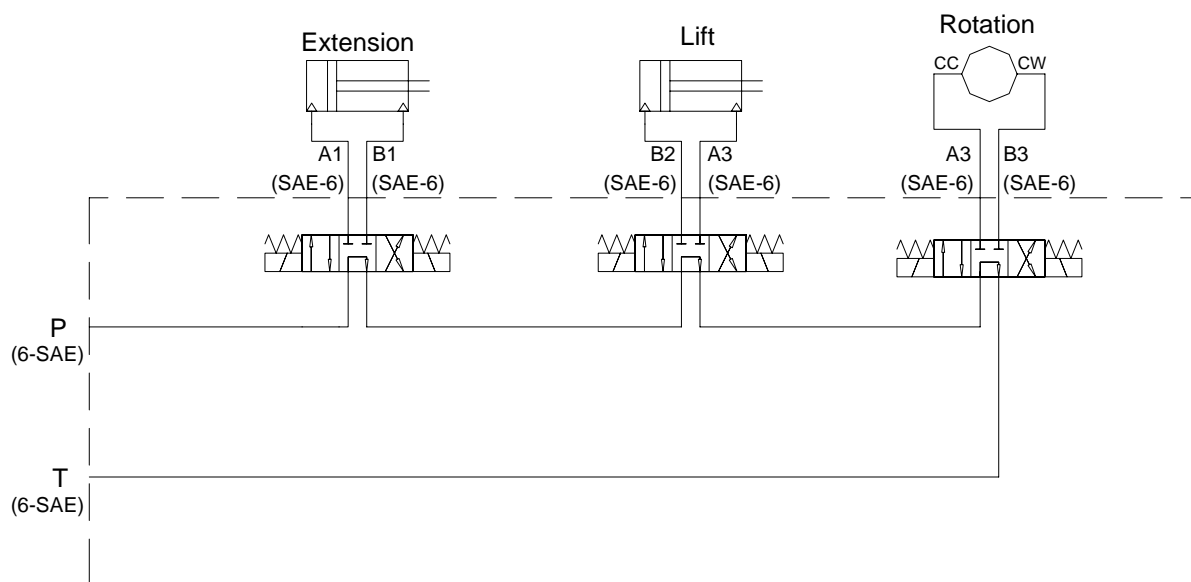 Extension
Lift
Rotation
CC CW
A1 B1
(SAE-6) (SAE-6)
B2 A3
(SAE-6) (SAE-6)
A3 B3
(SAE-6) (SAE-6)
P
(6-SAE)
T
(6-SAE)